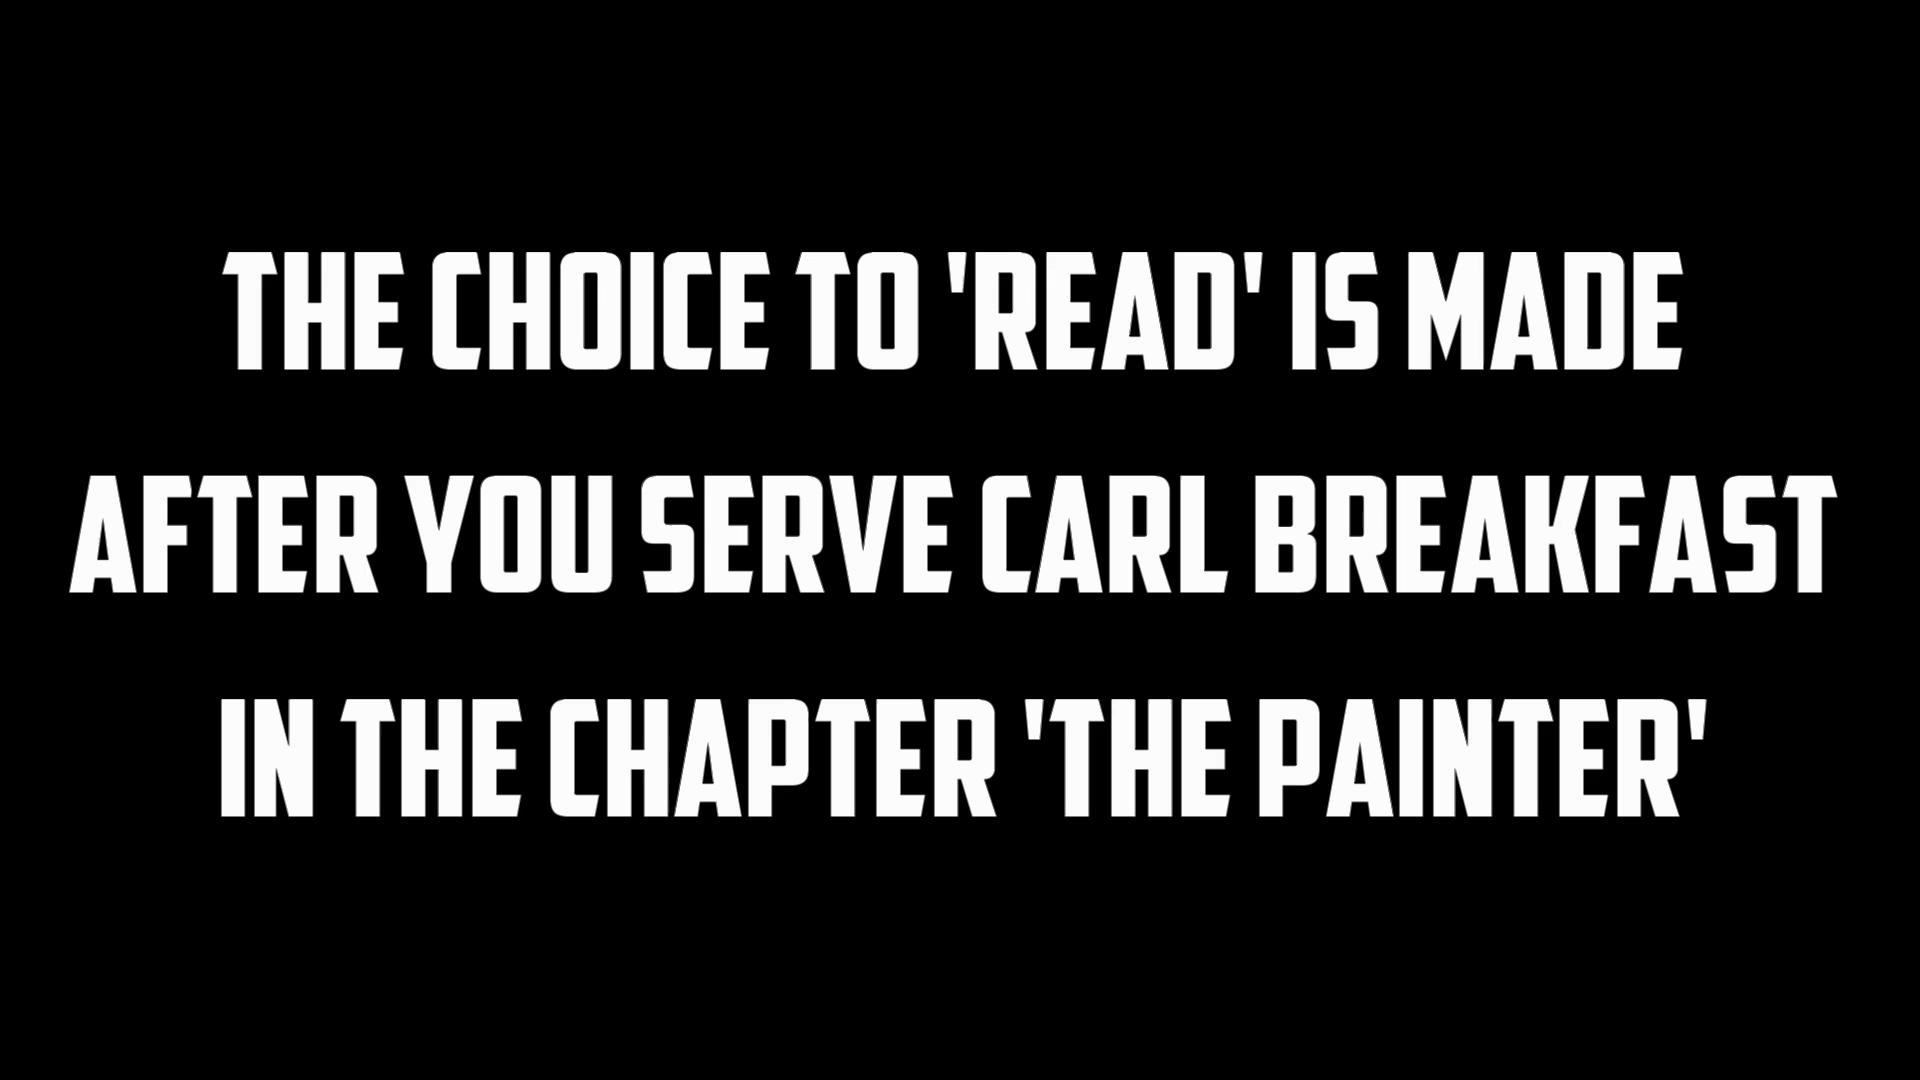 THE CHOICE TO 'READ' IS MADE
AFTER YOU SERVE CARL BREAKFAST
IN THE CHAPTER 'THE PAINTER'